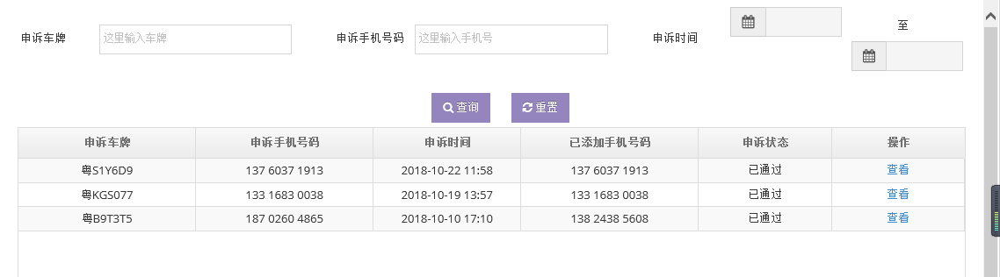 申诉车牌 这里输入车牌 申诉手机号码 这里输入手机号 申诉时间 至
查询 重置
申诉车牌 申诉手机号码 申诉时间 已添加手机号码 申诉状态 操作
粤S1Y6D9 137 6037 1913 2018-10-22 11:58 137 6037 1913 已通过 查看
粤KGS077 133 1683 0038 2018-10-19 13:57 133 1683 0038 已通过 查看
粤B9T3T5 187 0260 4865 2018-10-10 17:10 138 2438 5608 已通过 查看